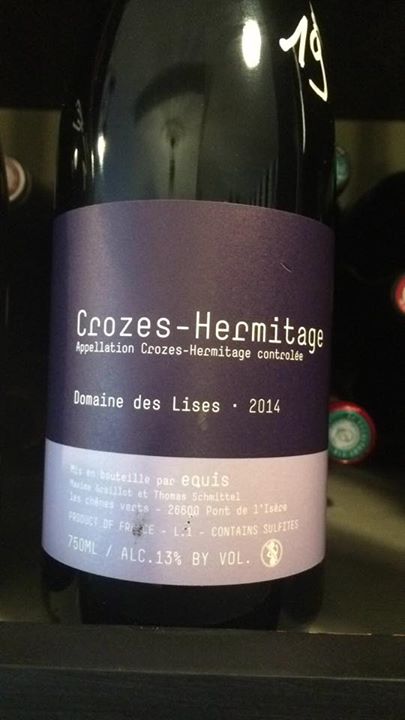 19
Crozes-Hermitage
Appellation Crozes-Hermitage controlée
Domaine des Lises · 2014
Mis en bouteille par equis
Maxime Graillot et Thomas Schmittel
les chênes verts - 26600 Pont de l'Isère
PRODUCT OF FRANCE - L.1 - CONTAINS SULFITES
750ML / ALC.13% BY VOL.